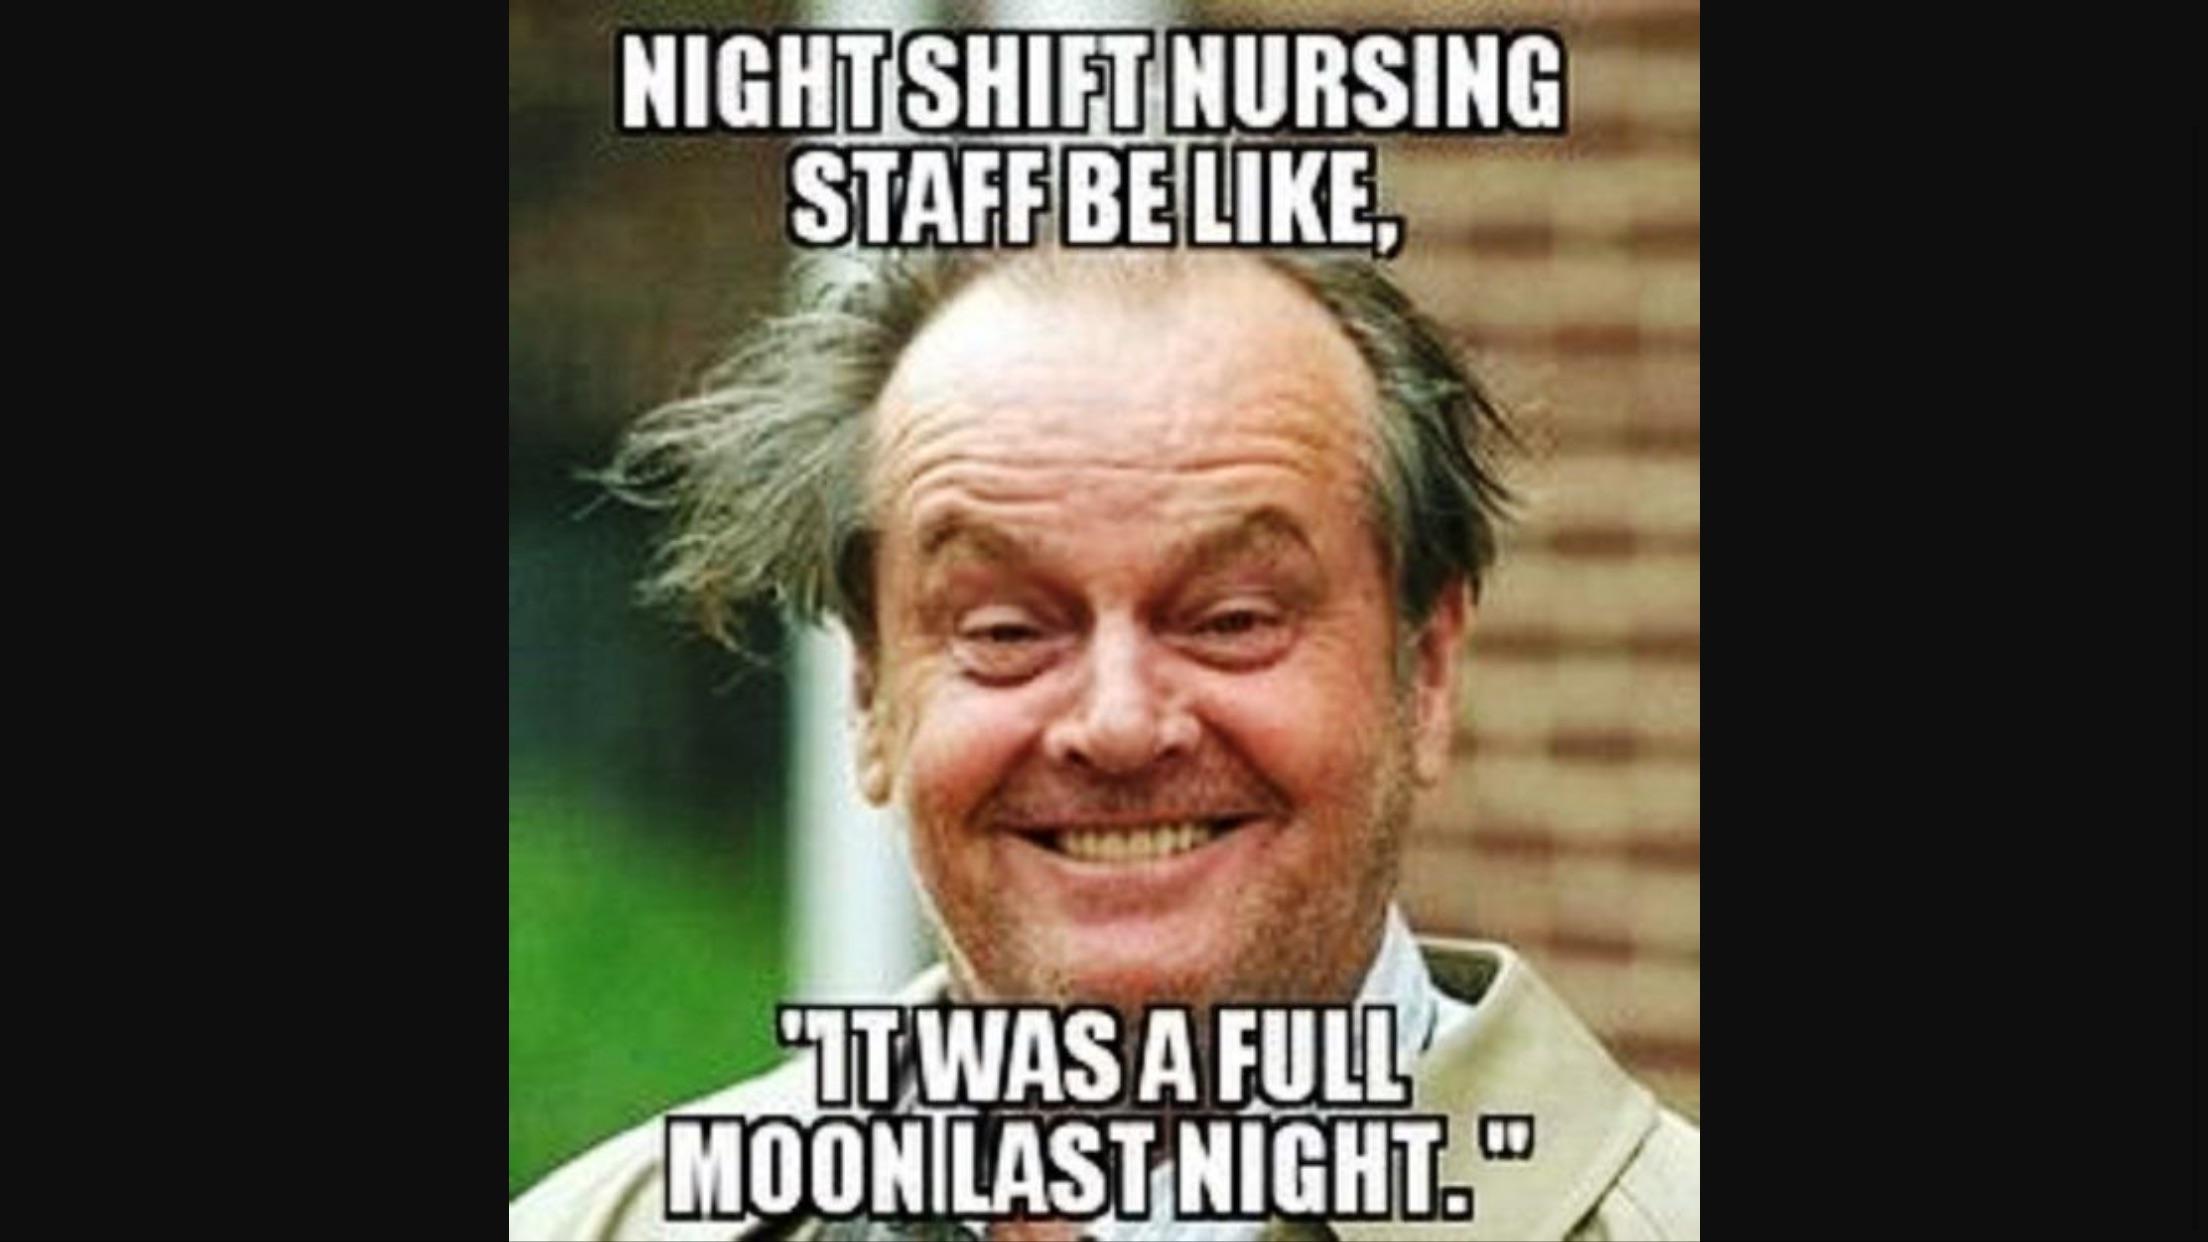 NIGHT SHIFT NURSING
STAFF BE LIKE,
"IT WAS A FULL
MOON LAST NIGHT."